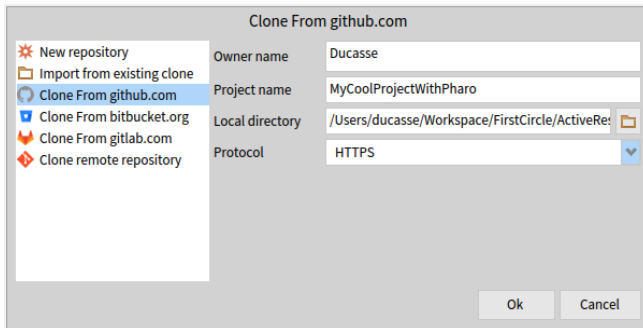 Clone From github.com
New repository
Import from existing clone
Clone From github.com
Clone From bitbucket.org
Clone From gitlab.com
Clone remote repository
Owner name
Ducasse
Project name
MyCoolProjectWithPharo
Local directory
/Users/ducasse/Workspace/FirstCircle/ActiveRes
Protocol
HTTPS
Ok
Cancel